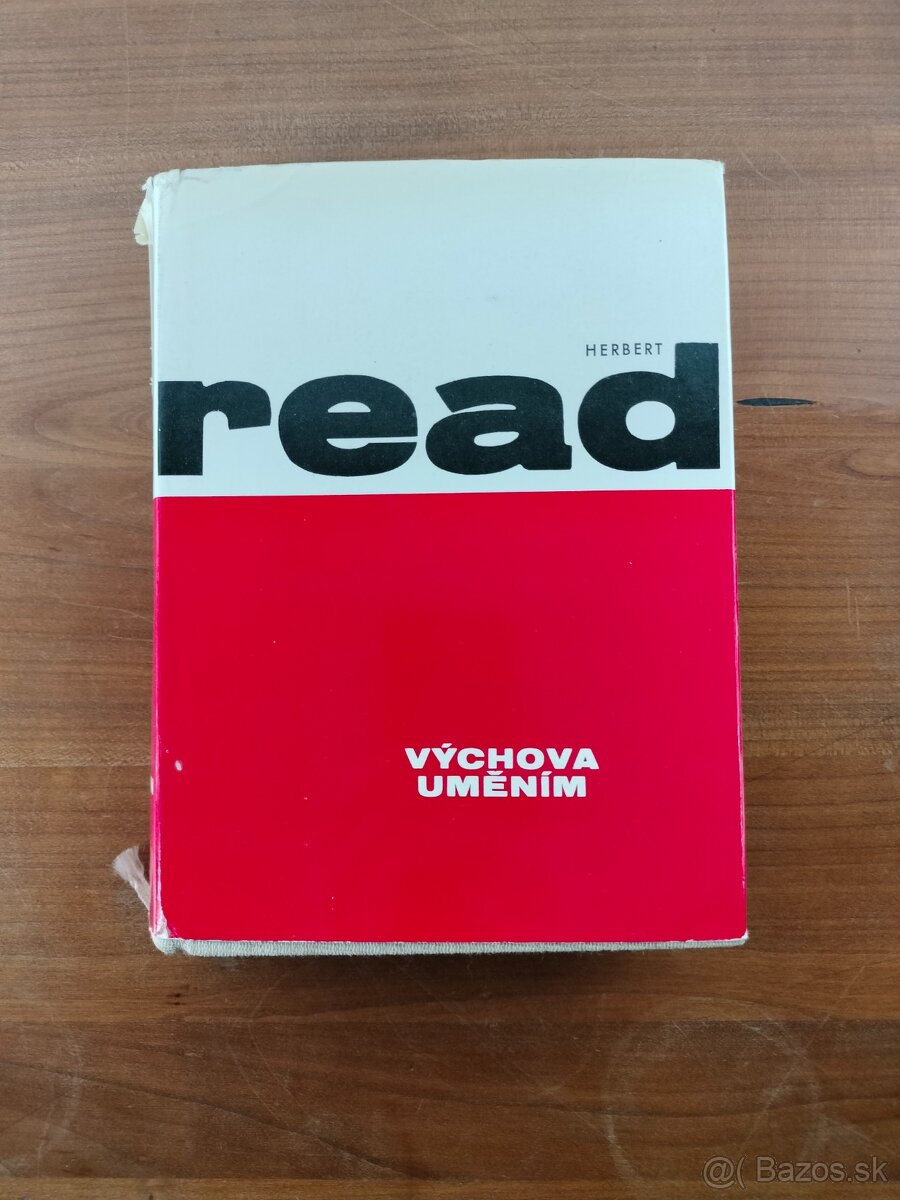 HERBERT
read
VÝCHOVA
UMĚNÍM
@( Bazos.sk